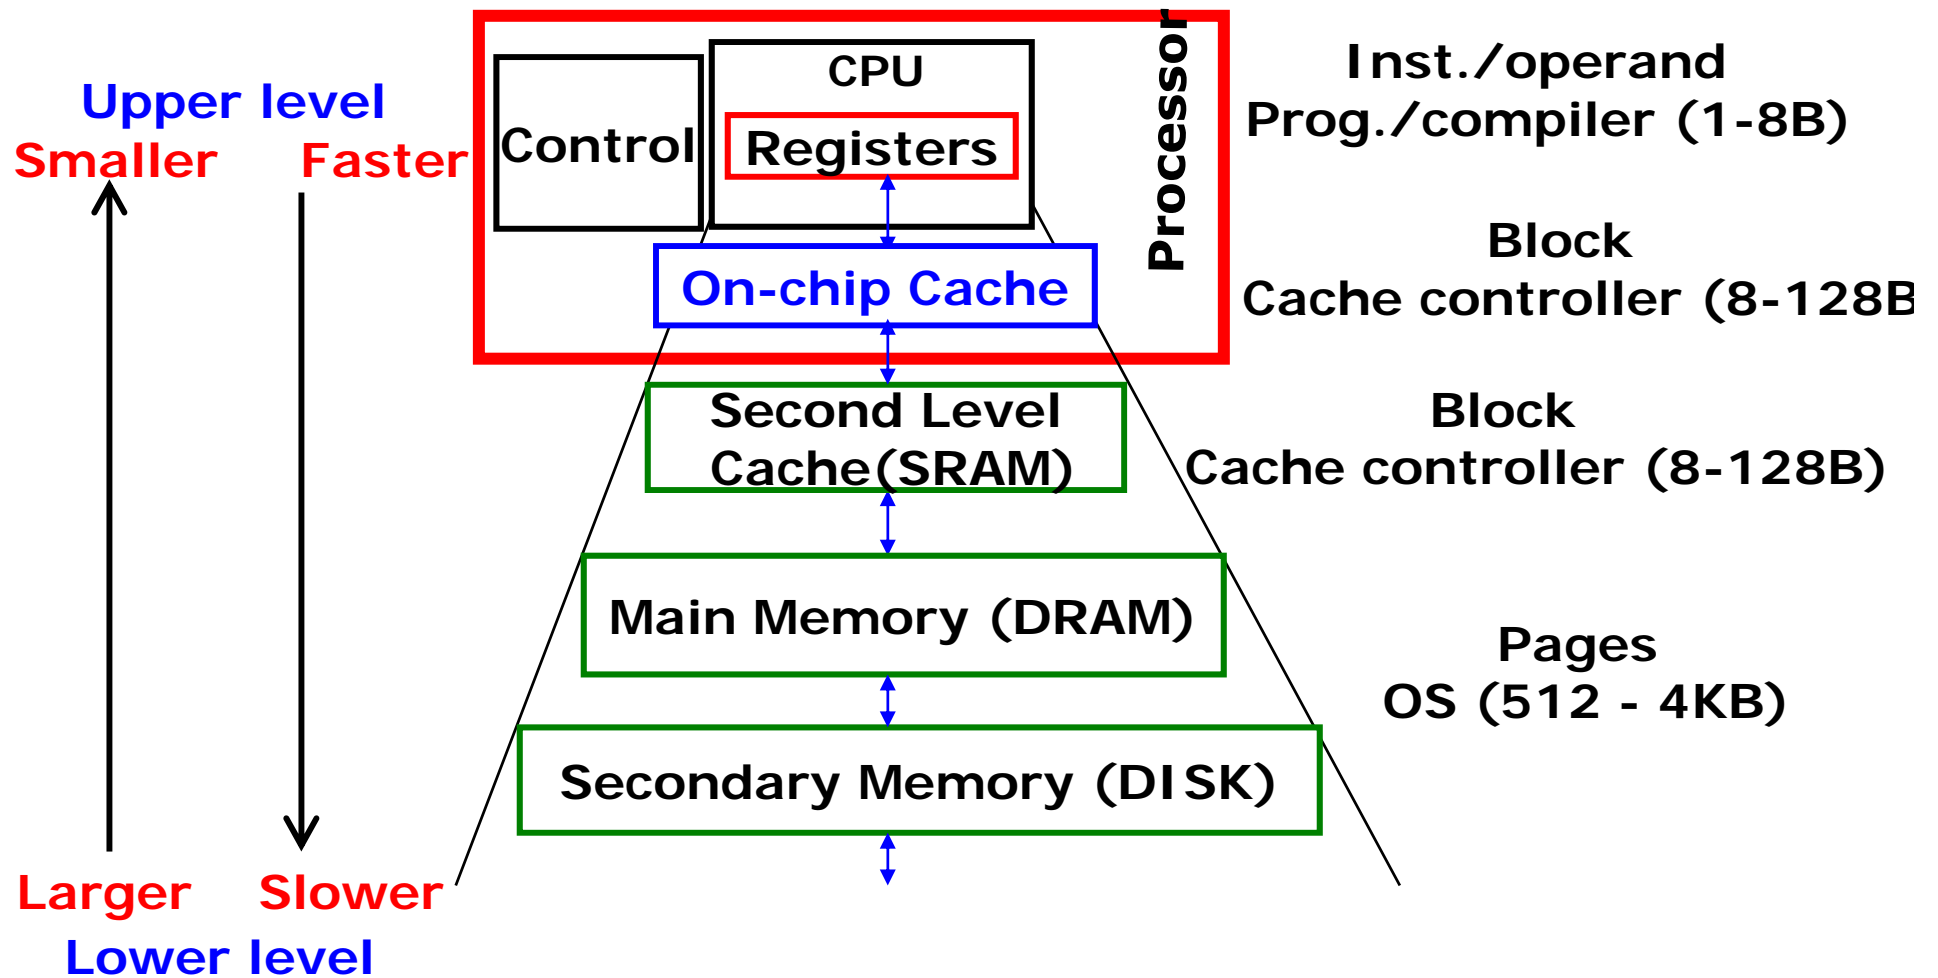 Upper level
Smaller Faster
Larger Slower
Lower level
Control
CPU
Registers
Processor
On-chip Cache
Second Level
Cache(SRAM)
Main Memory (DRAM)
Secondary Memory (DISK)
Inst./operand
Prog./compiler (1-8B)
Block
Cache controller (8-128B
Block
Cache controller (8-128B)
Pages
OS (512 - 4KB)